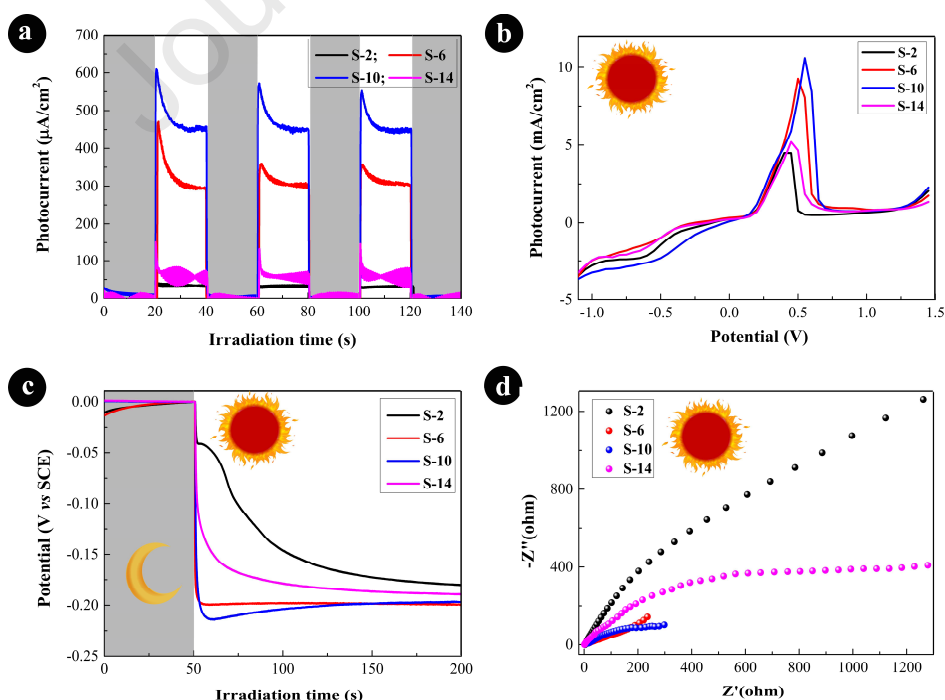 Jou
a
700
600
500
400
300
200
100
0
Photocurrent (μA/cm²)
S-2; S-6
S-10; S-14
0 20 40 60 80 100 120 140
Irradiation time (s)
b
10
5
0
-5
Photocurrent (mA/cm²)
S-2
S-6
S-10
S-14
-1.0 -0.5 0.0 0.5 1.0 1.5
Potential (V)
c
0.00
-0.05
-0.10
-0.15
-0.20
-0.25
Potential (V vs SCE)
S-2
S-6
S-10
S-14
0 50 100 150 200
Irradiation time (s)
d
1200
800
400
0
-Z''(ohm)
S-2
S-6
S-10
S-14
0 200 400 600 800 1000 1200
Z'(ohm)